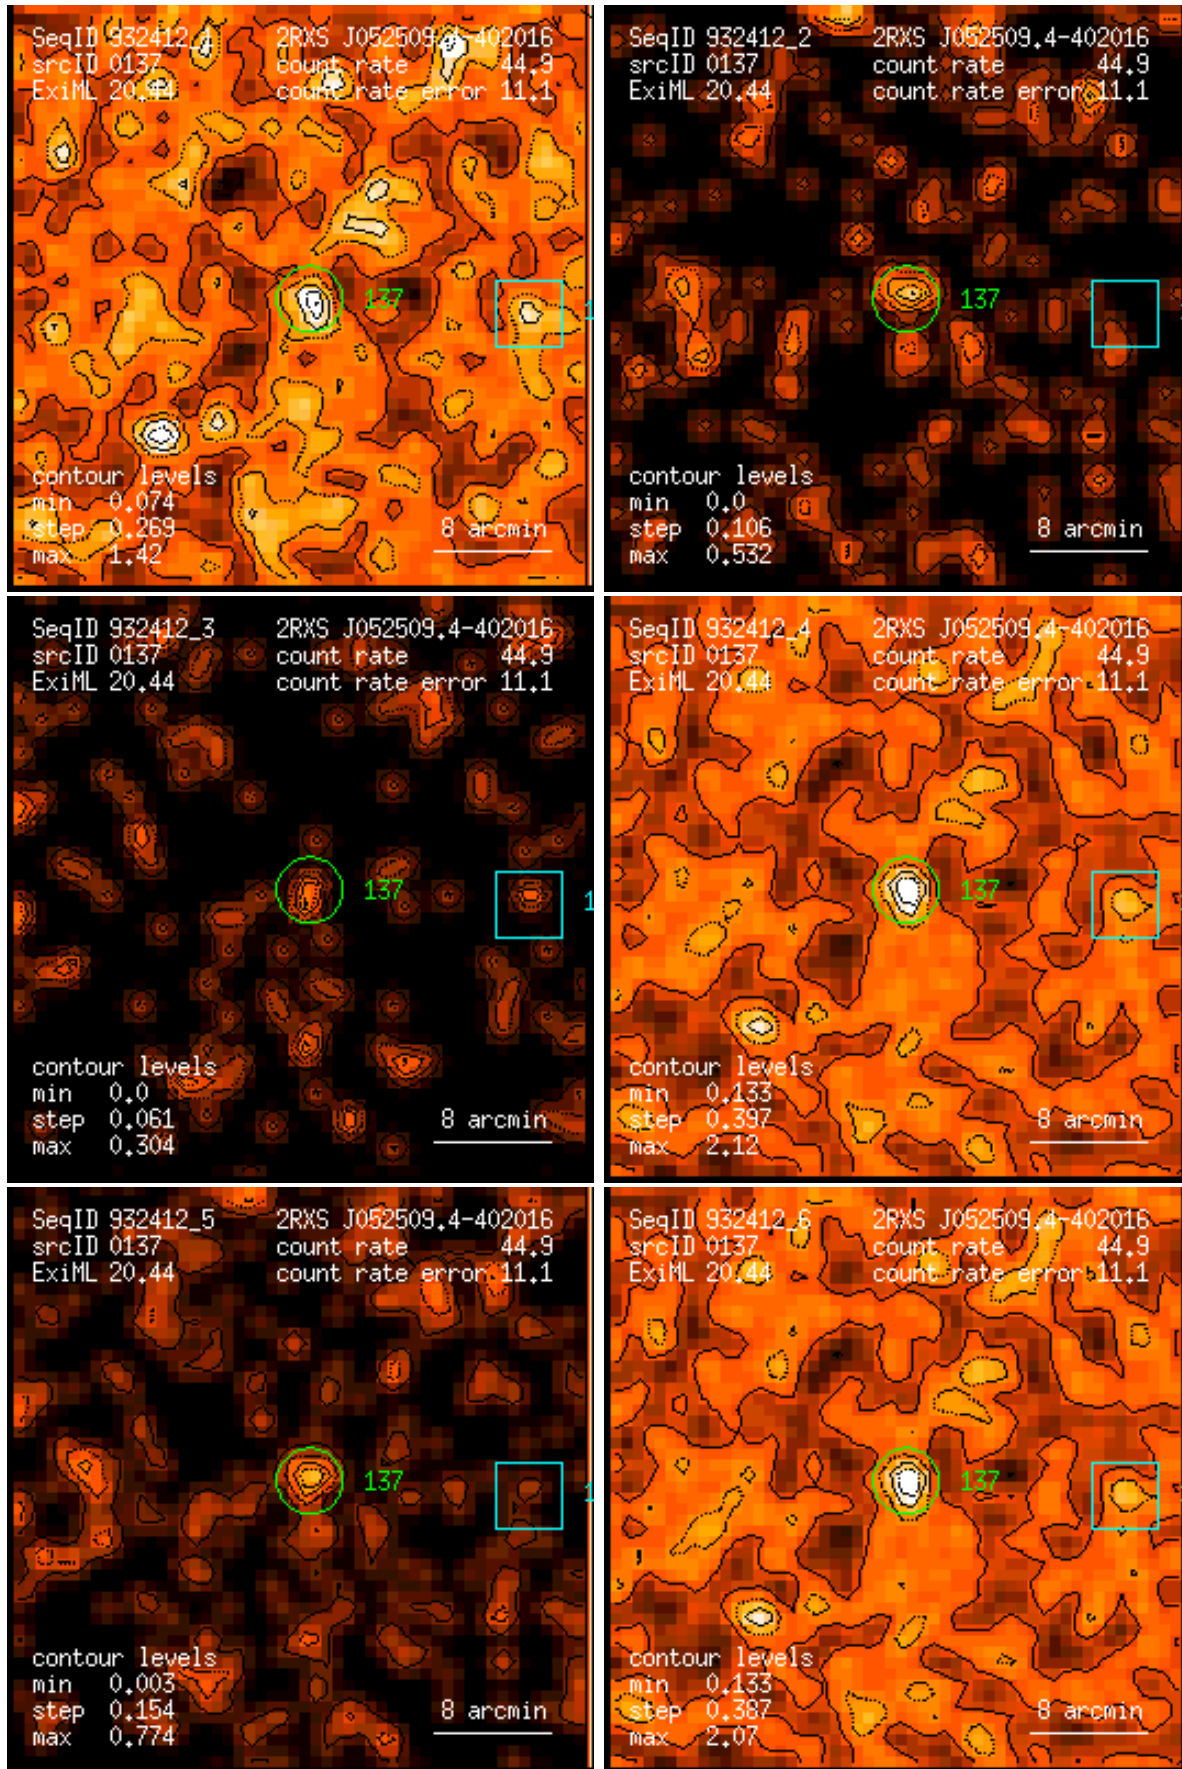 SeqID 932412_1 2RXS J052509.4-402016
srcID 0137 count rate 44.9
ExiML 20.44 count rate error 11.1
137
1
contour levels
min 0.074
step 0.269 8 arcmin
max 1.42
SeqID 932412_2 2RXS J052509.4-402016
srcID 0137 count rate 44.9
ExiML 20.44 count rate error 11.1
137
contour levels
min 0.0
step 0.106 8 arcmin
max 0.532
SeqID 932412_3 2RXS J052509.4-402016
srcID 0137 count rate 44.9
ExiML 20.44 count rate error 11.1
137
1
contour levels
min 0.0
step 0.061 8 arcmin
max 0.304
SeqID 932412_4 2RXS J052509.4-402016
srcID 0137 count rate 44.9
ExiML 20.44 count rate error 11.1
137
contour levels
min 0.133
step 0.397 8 arcmin
max 2.12
SeqID 932412_5 2RXS J052509.4-402016
srcID 0137 count rate 44.9
ExiML 20.44 count rate error 11.1
137
1
contour levels
min 0.003
step 0.154 8 arcmin
max 0.774
SeqID 932412_6 2RXS J052509.4-402016
srcID 0137 count rate 44.9
ExiML 20.44 count rate error 11.1
137
contour levels
min 0.133
step 0.387 8 arcmin
max 2.07